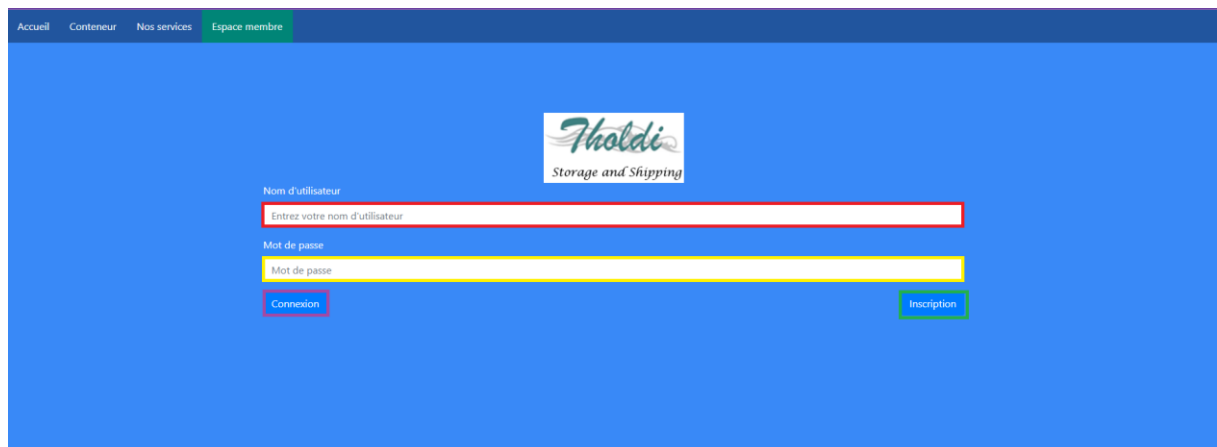 Accueil Conteneur Nos services Espace membre
Tholdi
Storage and Shipping
Nom d'utilisateur
Entrez votre nom d'utilisateur
Mot de passe
Mot de passe
Connexion Inscription